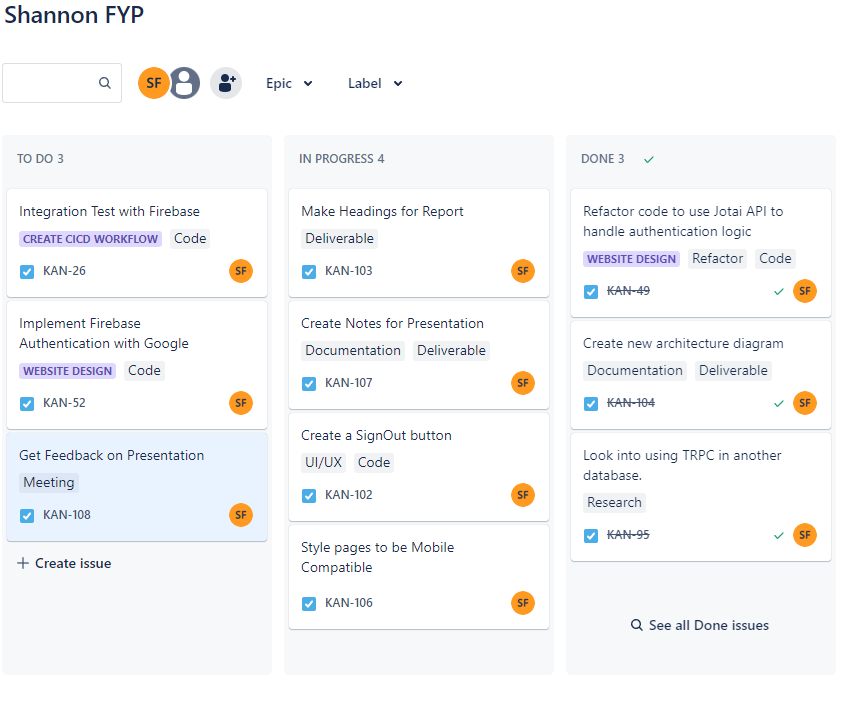 Shannon FYP
SF
Epic
Label
TO DO 3
Integration Test with Firebase
CREATE CICD WORKFLOW Code
KAN-26 SF
Implement Firebase
Authentication with Google
WEBSITE DESIGN Code
KAN-52 SF
Get Feedback on Presentation
Meeting
KAN-108 SF
+ Create issue
IN PROGRESS 4
Make Headings for Report
Deliverable
KAN-103 SF
Create Notes for Presentation
Documentation Deliverable
KAN-107 SF
Create a SignOut button
UI/UX Code
KAN-102 SF
Style pages to be Mobile
Compatible
KAN-106 SF
DONE 3
Refactor code to use Jotai API to
handle authentication logic
WEBSITE DESIGN Refactor Code
KAN-49 SF
Create new architecture diagram
Documentation Deliverable
KAN-104 SF
Look into using TRPC in another
database.
Research
KAN-95 SF
See all Done issues